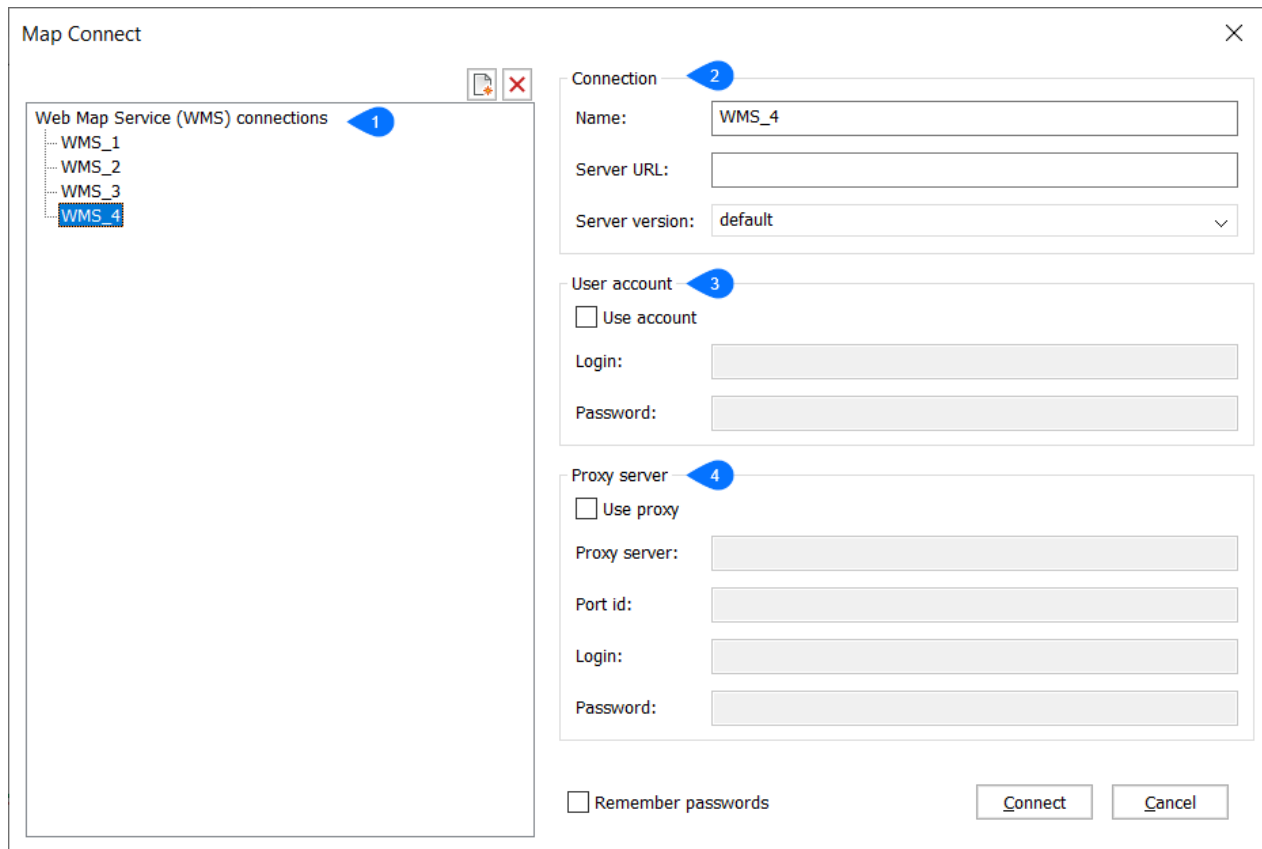 Map Connect
Web Map Service (WMS) connections 1
WMS_1
WMS_2
WMS_3
WMS_4
Connection 2
Name: WMS_4
Server URL:
Server version: default
User account 3
Use account
Login:
Password:
Proxy server 4
Use proxy
Proxy server:
Port id:
Login:
Password:
Remember passwords
Connect
Cancel